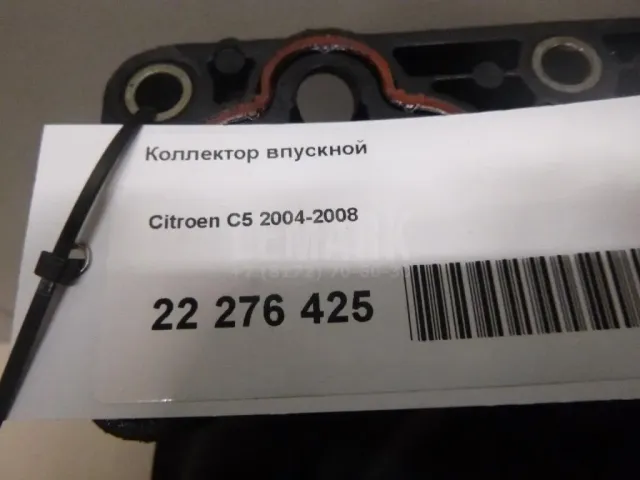 Коллектор впускной
Citroen C5 2004-2008
22 276 425